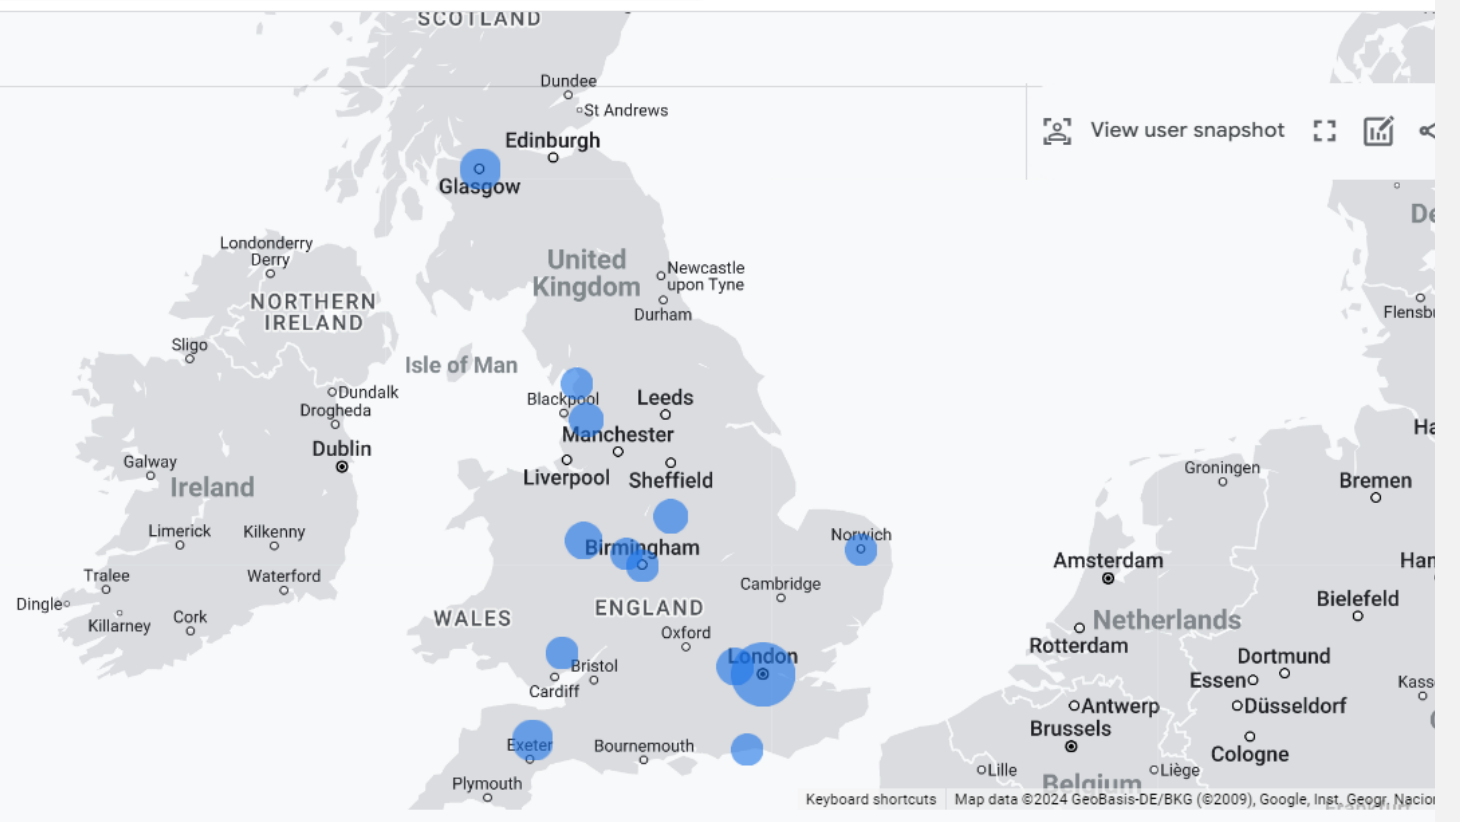 SCOTLAND
Dundee
St Andrews
Edinburgh
View user snapshot
Glasgow
De
Londonderry
Derry
United
Kingdom
Newcastle
upon Tyne
NORTHERN
IRELAND
Durham
Flensbu
Sligo
Isle of Man
Dundalk
Drogheda
Blackpool
Leeds
Manchester
Ha
Dublin
Galway
Ireland
Liverpool
Sheffield
Groningen
Bremen
Limerick
Kilkenny
Birmingham
Norwich
Amsterdam
Han
Tralee
Waterford
Cambridge
Dingle
Killarney
Cork
WALES
ENGLAND
Oxford
Netherlands
Bielefeld
Rotterdam
London
Bristol
Cardiff
Dortmund
Essen
Kass
Antwerp
Düsseldorf
Brussels
Exeter
Bournemouth
Cologne
Plymouth
Lille
Belgium
Liège
Keyboard shortcuts
Map data ©2024 GeoBasis-DE/BKG (©2009), Google, Inst. Geogr. Nacion